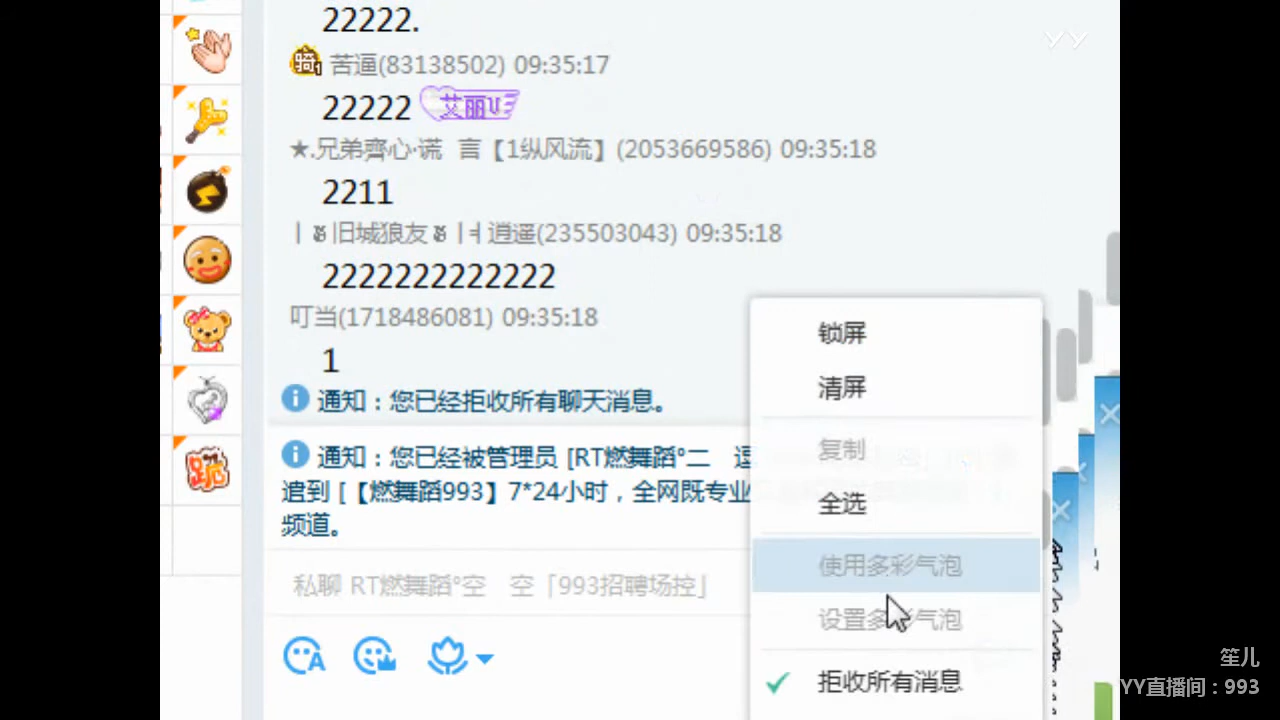 22222.
YY
骑1 苦逼(83138502) 09:35:17
22222 艾丽U
★.兄弟齊心·谎 言【1纵风流】(2053669586) 09:35:18
2211
旧城狼友 逍遥(235503043) 09:35:18
2222222222222
叮当(1718486081) 09:35:18
1
通知：您已经拒收所有聊天消息。
通知：您已经被管理员 [RT燃舞蹈°二 逗
遣到 [【燃舞蹈993】7*24小时，全网既专业
频道。
私聊 RT燃舞蹈°空 空「993招聘场控」
跪
锁屏
清屏
复制
全选
使用多彩气泡
设置多彩气泡
拒收所有消息
笙儿
YY直播间：993